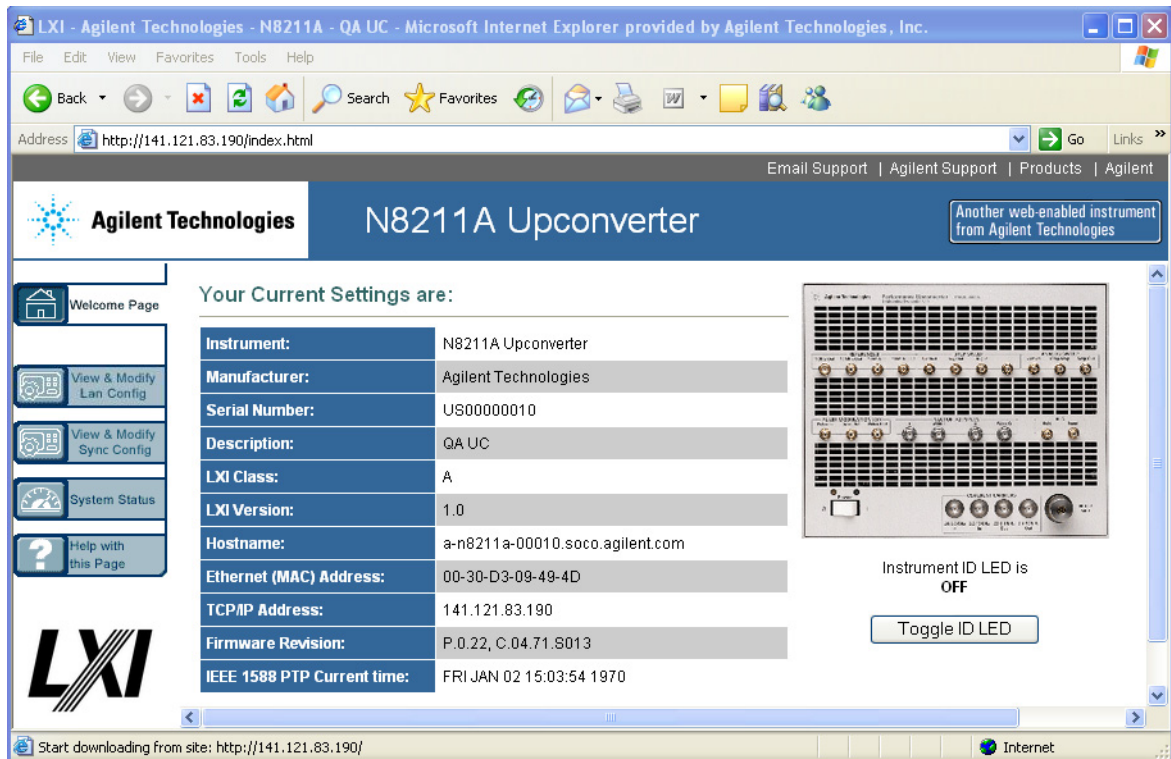 LXI - Agilent Technologies - N8211A - QA UC - Microsoft Internet Explorer provided by Agilent Technologies, Inc.
File Edit View Favorites Tools Help
Back Search Favorites
Address http://141.121.83.190/index.html Go Links »
Email Support | Agilent Support | Products | Agilent
Agilent Technologies
N8211A Upconverter
Another web-enabled instrument
from Agilent Technologies
Welcome Page
View & Modify
Lan Config
View & Modify
Sync Config
System Status
Help with
this Page
LXI
Your Current Settings are:
Instrument: N8211A Upconverter
Manufacturer: Agilent Technologies
Serial Number: US00000010
Description: QA UC
LXI Class: A
LXI Version: 1.0
Hostname: a-n8211a-00010.soco.agilent.com
Ethernet (MAC) Address: 00-30-D3-09-49-4D
TCP/IP Address: 141.121.83.190
Firmware Revision: P.0.22, C.04.71.S013
IEEE 1588 PTP Current time: FRI JAN 02 15:03:54 1970
Instrument ID LED is
OFF
Toggle ID LED
Start downloading from site: http://141.121.83.190/
Internet